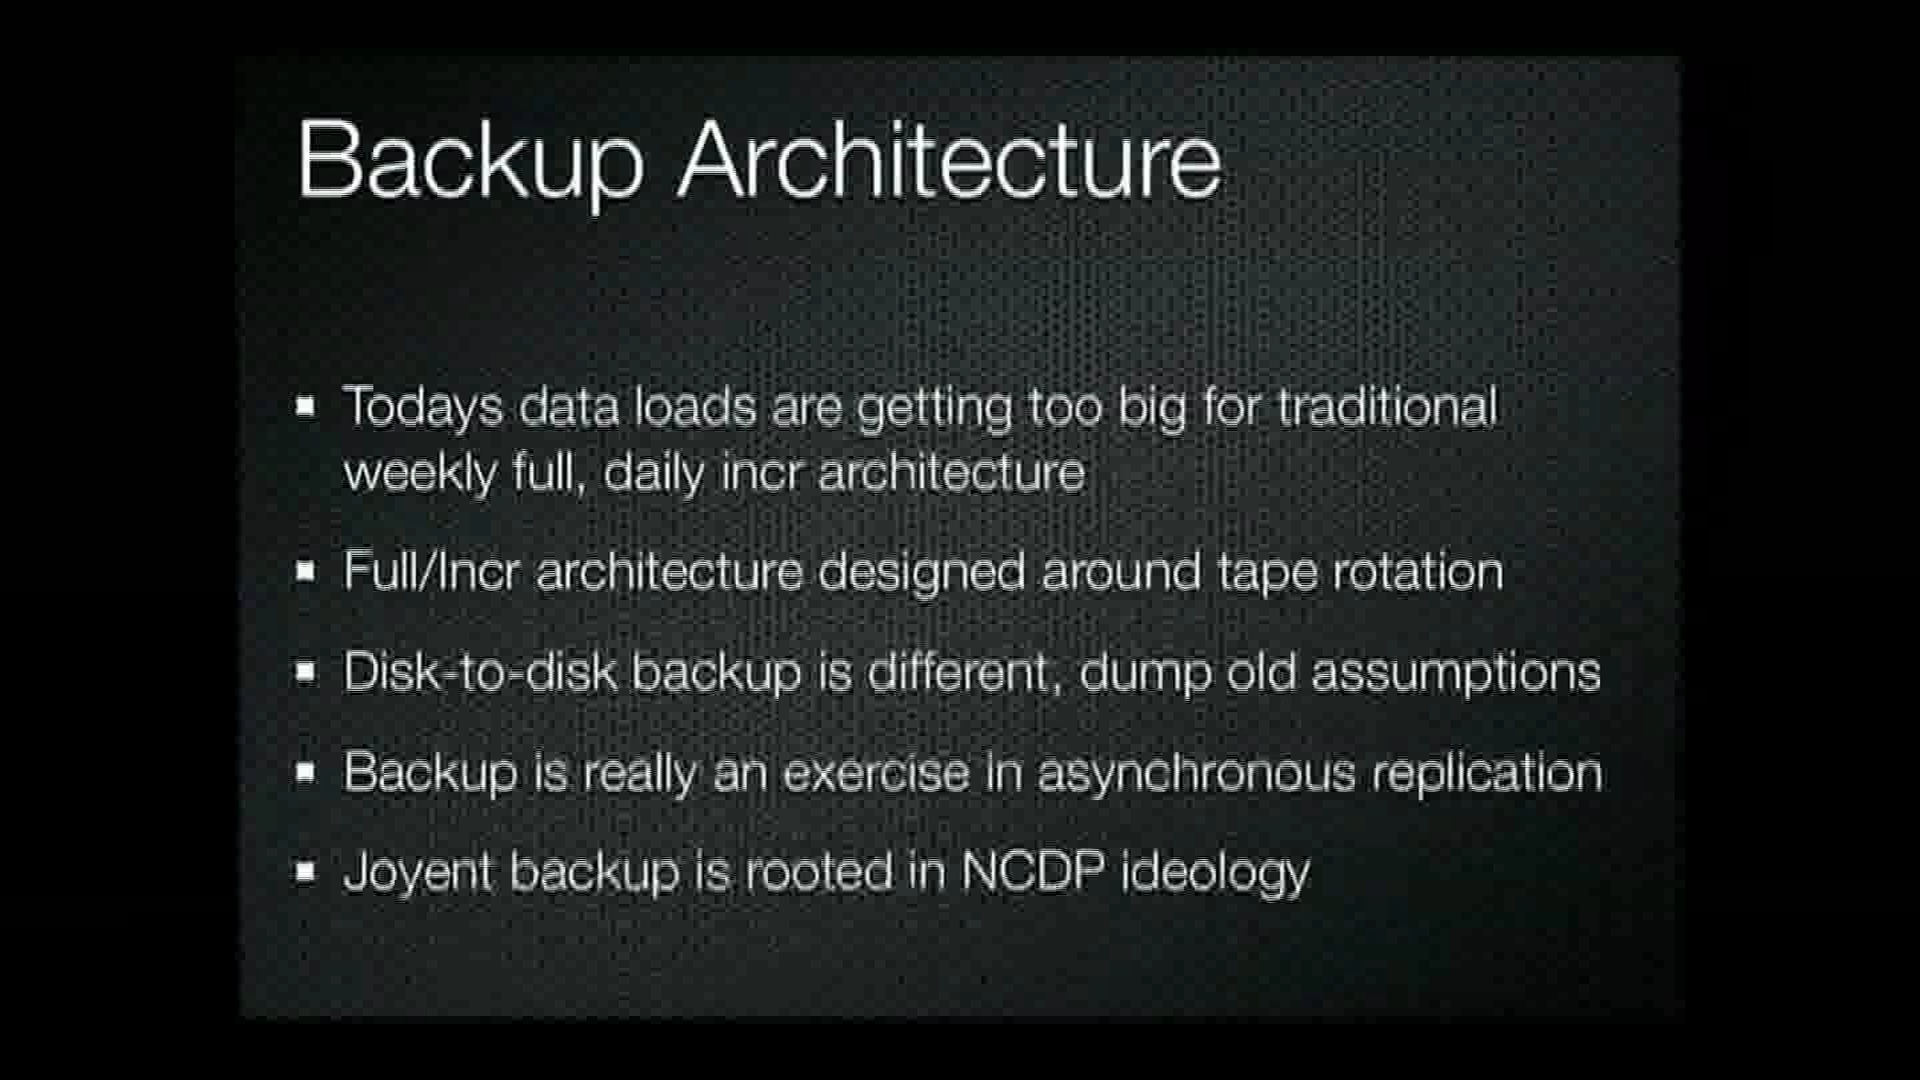 Backup Architecture
▪ Todays data loads are getting too big for traditional
weekly full, daily incr architecture
▪ Full/Incr architecture designed around tape rotation
▪ Disk-to-disk backup is different, dump old assumptions
▪ Backup is really an exercise in asynchronous replication
▪ Joyent backup is rooted in NCDP ideology